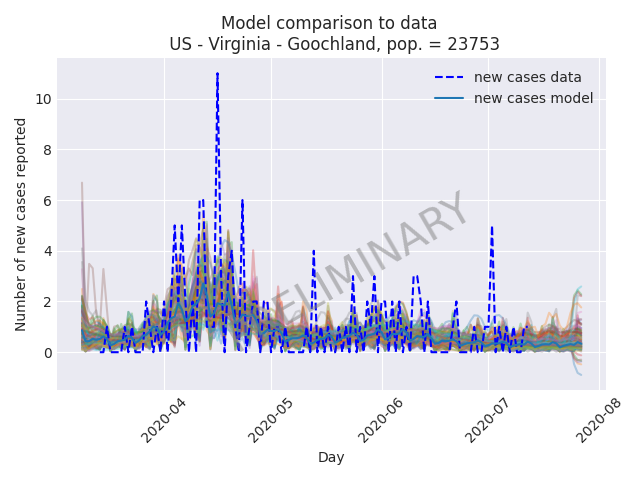 Model comparison to data
US - Virginia - Goochland, pop. = 23753
new cases data
new cases model
Number of new cases reported
10
8
6
4
2
0
2020-04
2020-05
2020-06
2020-07
2020-08
Day